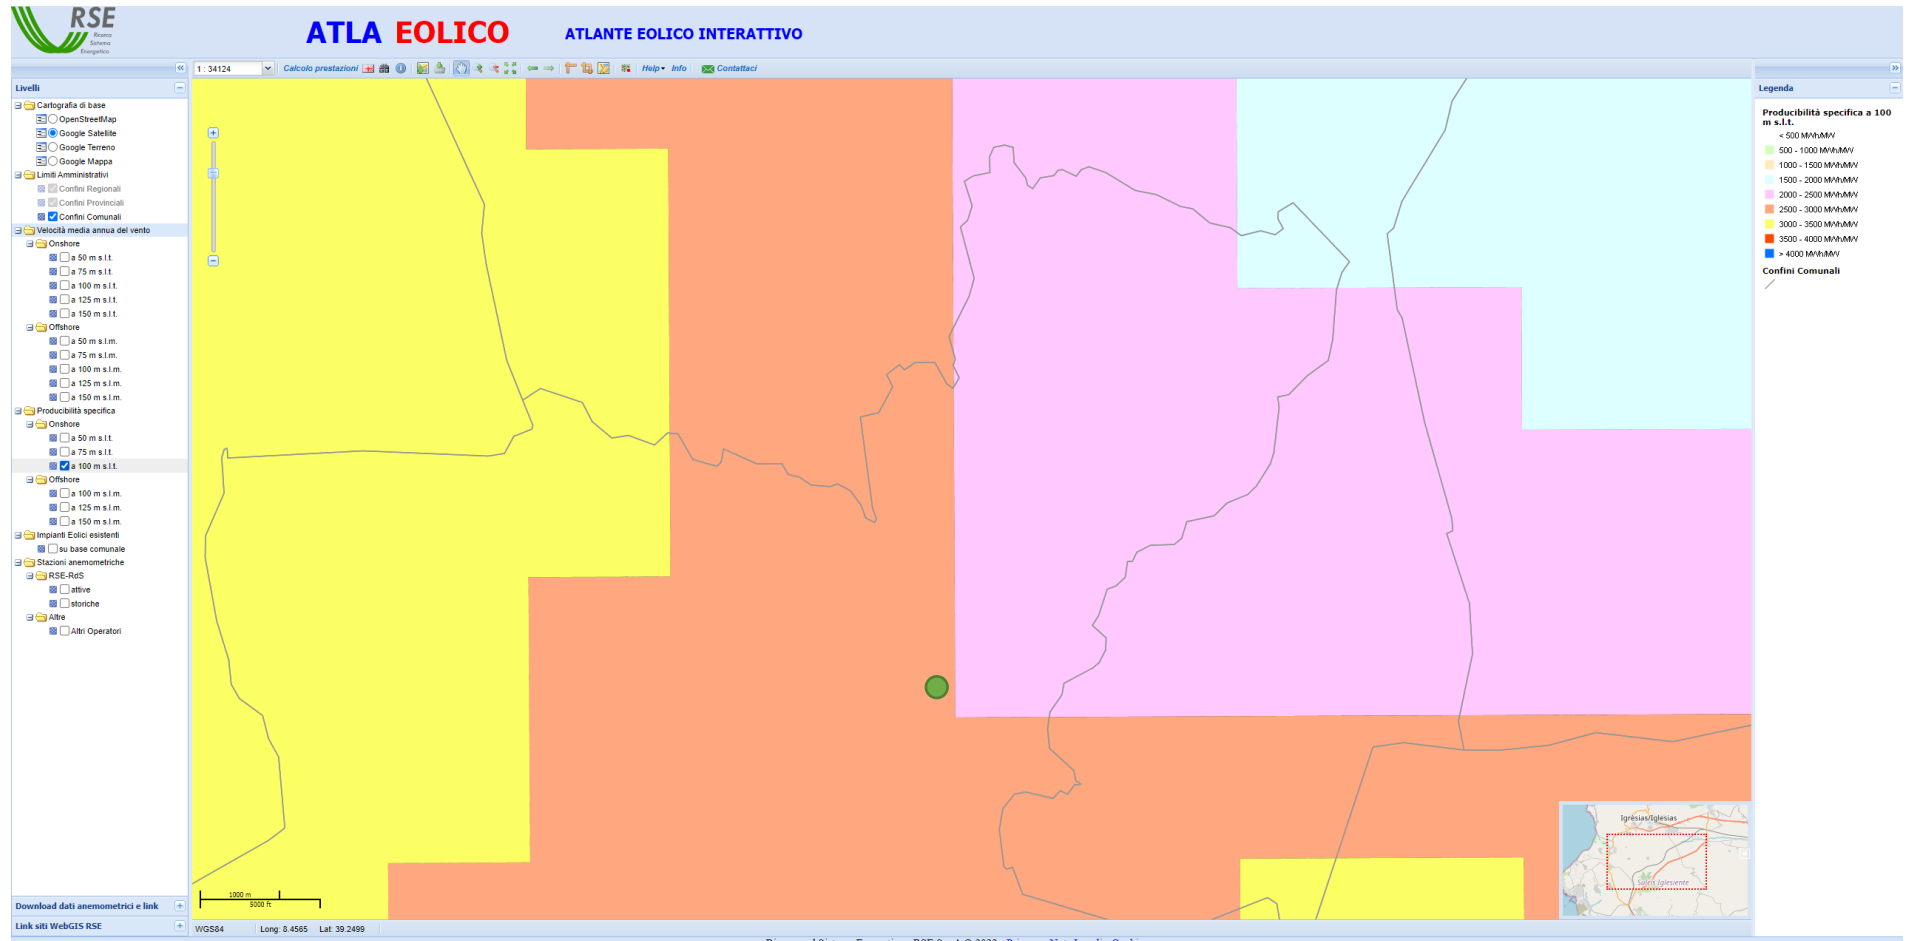 RSE
Ricerca
Sistema
Energetico
ATLA EOLICO
ATLANTE EOLICO INTERATTIVO
1 : 34124
Calcolo prestazioni
Help
Info
Contattaci
Livelli
Cartografia di base
OpenStreetMap
Google Satellite
Google Terreno
Google Mappa
Limiti Amministrativi
Confini Regionali
Confini Provinciali
Confini Comunali
Velocità media annua del vento
Onshore
a 50 m s.l.t.
a 75 m s.l.t.
a 100 m s.l.t.
a 125 m s.l.t.
a 150 m s.l.t.
Offshore
a 50 m s.l.m.
a 75 m s.l.m.
a 100 m s.l.m.
a 125 m s.l.m.
a 150 m s.l.m.
Producibilità specifica
Onshore
a 50 m s.l.t.
a 75 m s.l.t.
a 100 m s.l.t.
Offshore
a 100 m s.l.m.
a 125 m s.l.m.
a 150 m s.l.m.
Impianti Eolici esistenti
su base comunale
Stazioni anemometriche
RSE-RdS
attive
storiche
Altre
Altri Operatori
Download dati anemometrici e link
Link siti WebGIS RSE
1000 m
5000 ft
WGS84
Long: 8.4565 Lat: 39.2499
Igrèsias/Iglesias
Sulcis Iglesiente
Legenda
Producibilità specifica a 100
m s.l.t.
< 500 MWh/MW
500 - 1000 MWh/MW
1000 - 1500 MWh/MW
1500 - 2000 MWh/MW
2000 - 2500 MWh/MW
2500 - 3000 MWh/MW
3000 - 3500 MWh/MW
3500 - 4000 MWh/MW
> 4000 MWh/MW
Confini Comunali